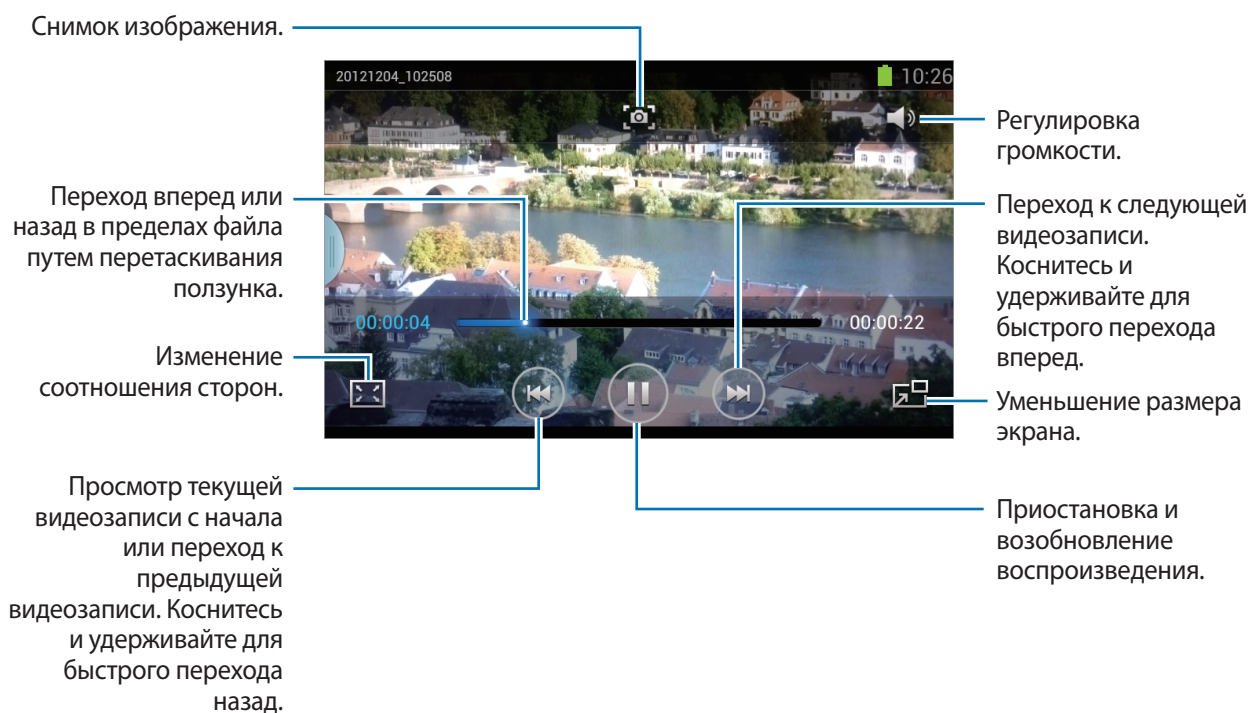 Снимок изображения.
20121204_102508
10:26
Регулировка
громкости.
Переход вперед или
назад в пределах файла
путем перетаскивания
ползунка.
Переход к следующей
видеозаписи.
Коснитесь и
удерживайте для
быстрого перехода
вперед.
00:00:04
00:00:22
Изменение
соотношения сторон.
Уменьшение размера
экрана.
Просмотр текущей
видеозаписи с начала
или переход к
предыдущей
видеозаписи. Коснитесь
и удерживайте для
быстрого перехода
назад.
Приостановка и
возобновление
воспроизведения.